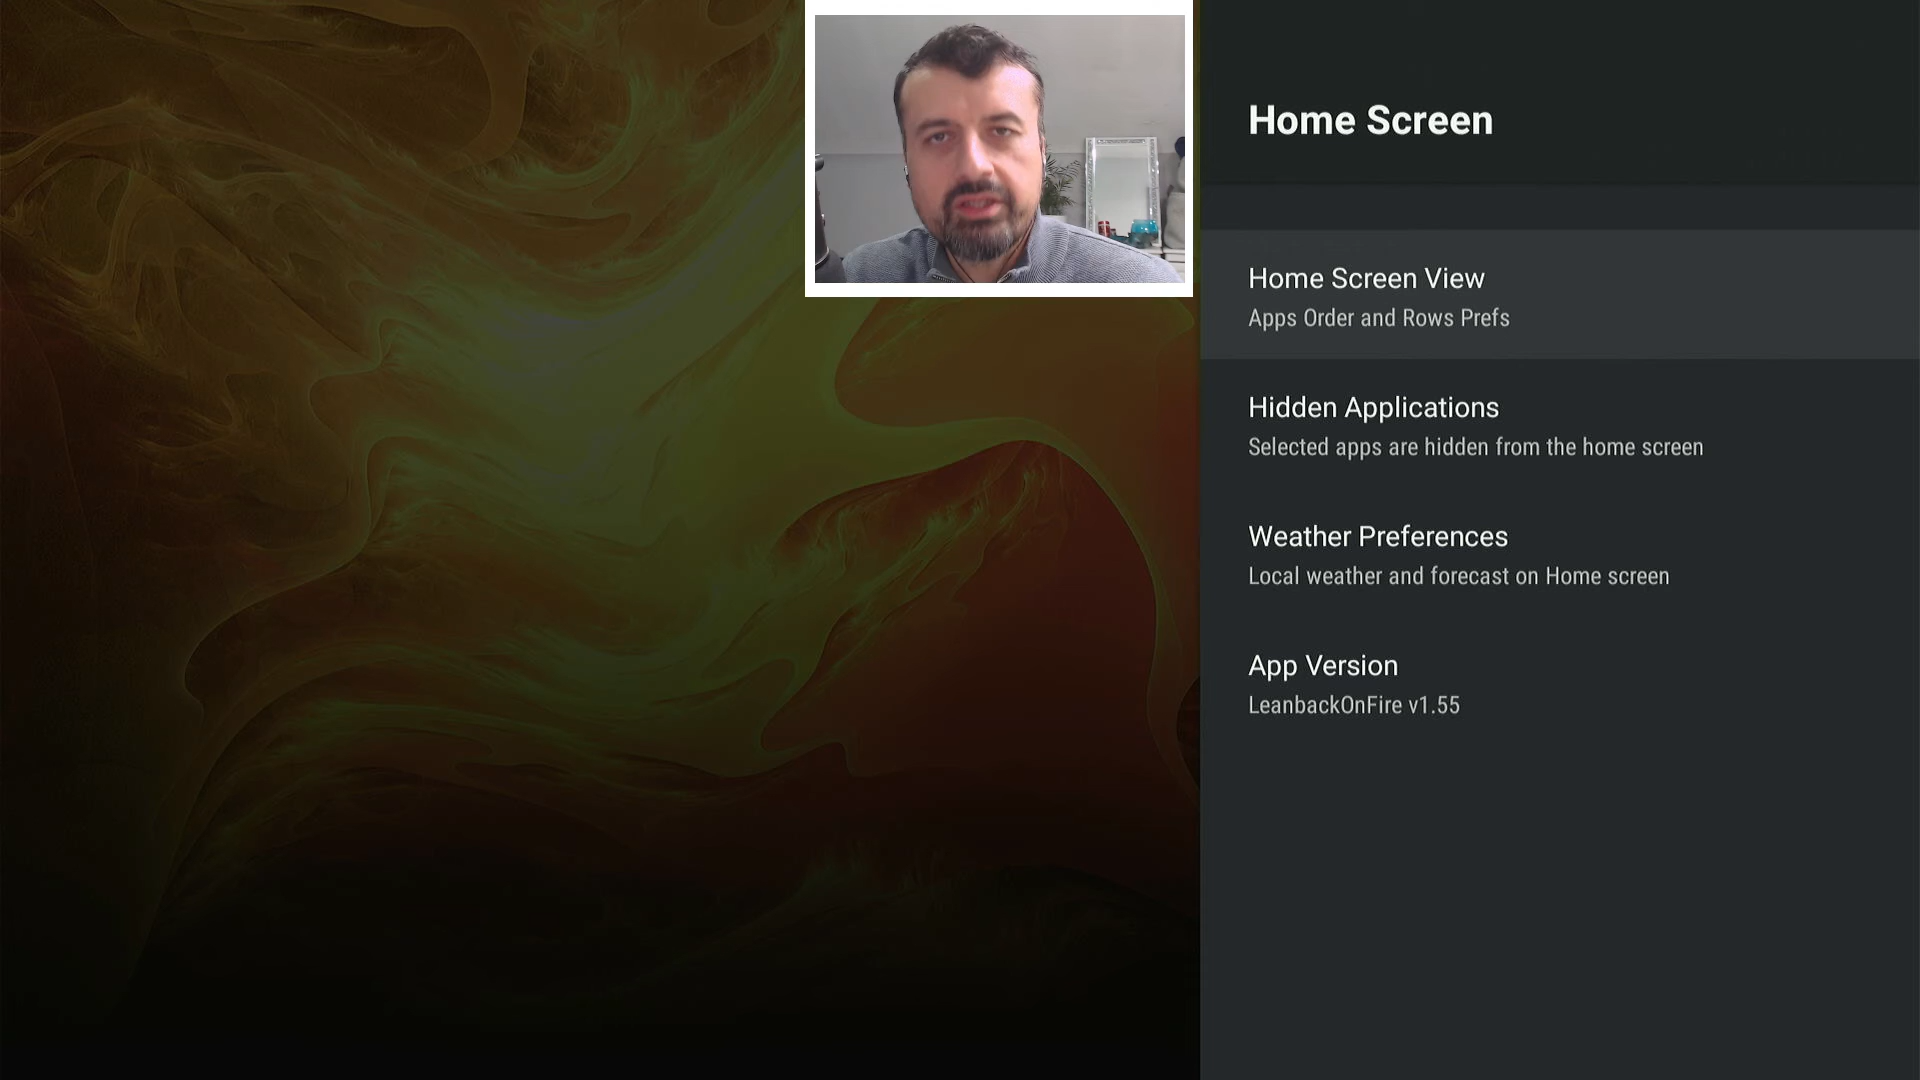 Home Screen
Home Screen View
Apps Order and Rows Prefs
Hidden Applications
Selected apps are hidden from the home screen
Weather Preferences
Local weather and forecast on Home screen
App Version
LeanbackOnFire v1.55